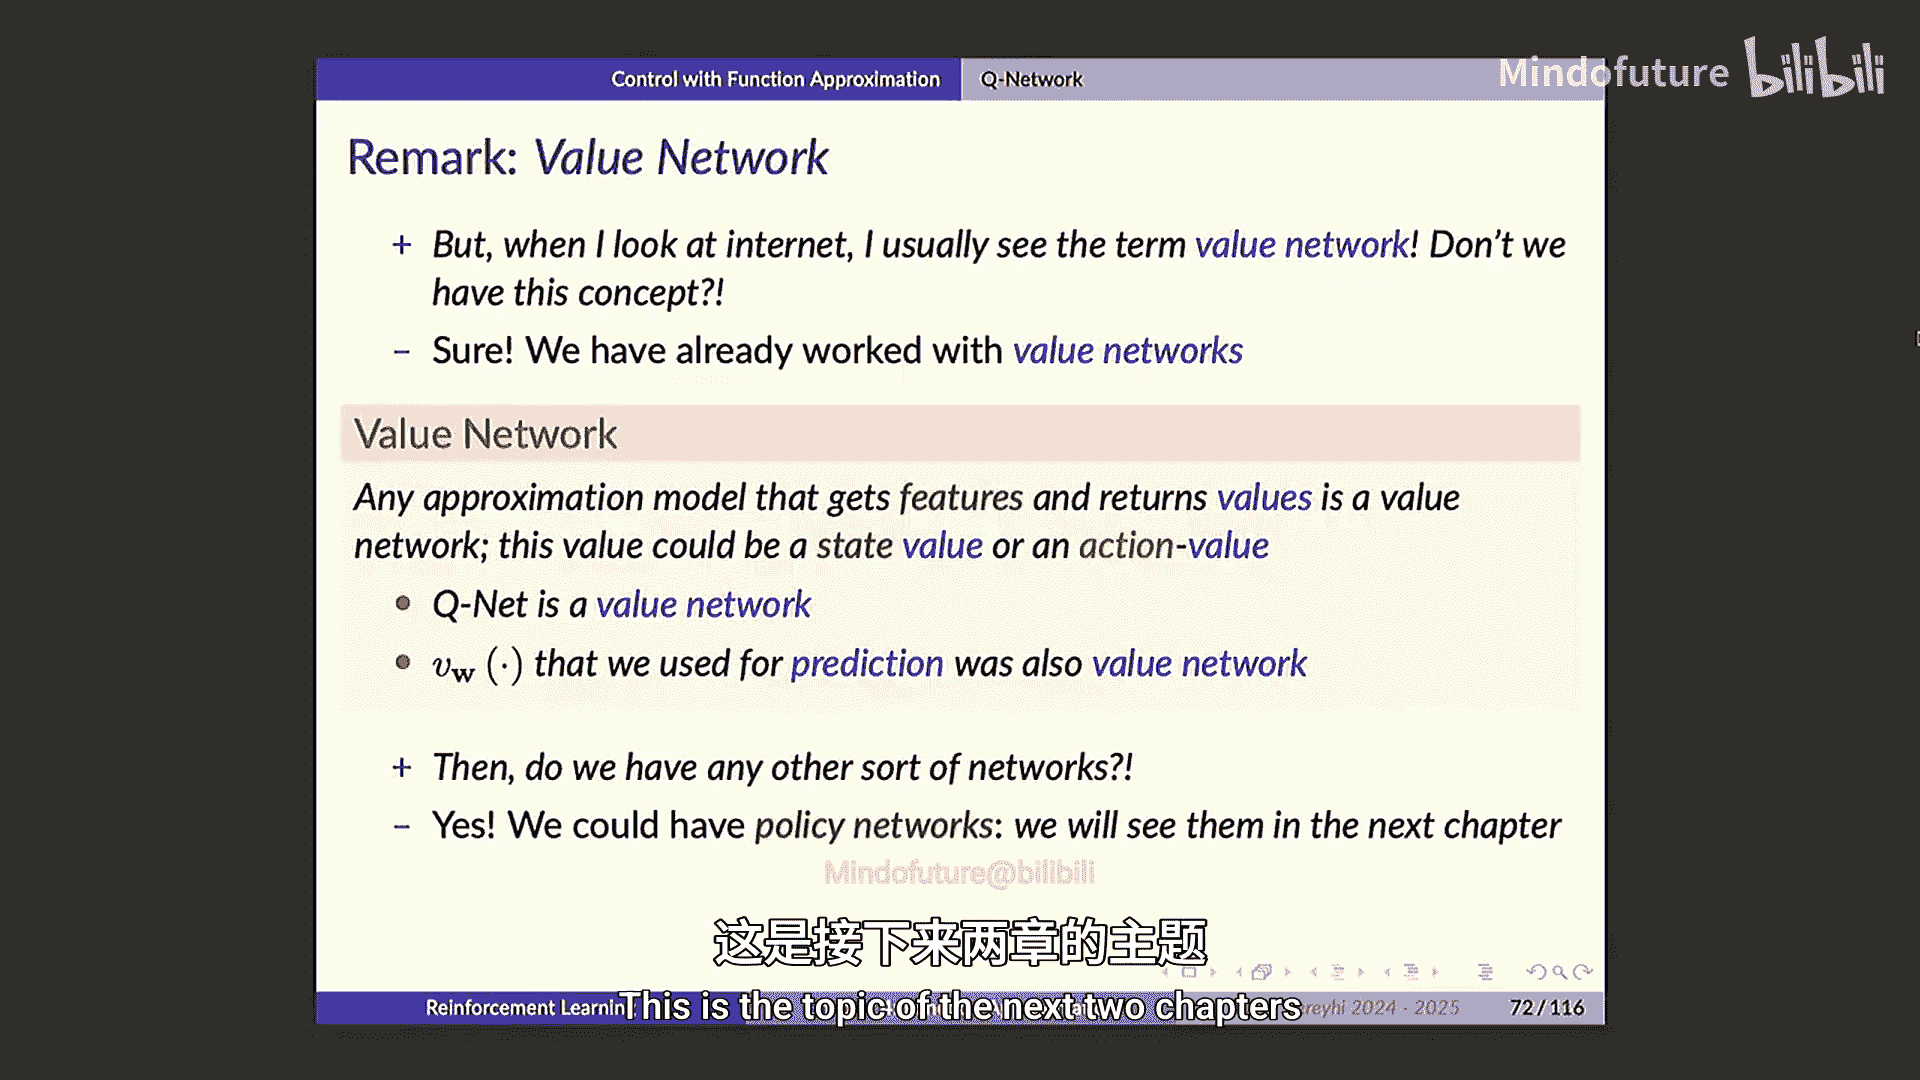 Mindofuture bilibili
Control with Function Approximation Q-Network
Remark: Value Network
+ But, when I look at internet, I usually see the term value network! Don't we
have this concept?!
– Sure! We have already worked with value networks
Value Network
Any approximation model that gets features and returns values is a value
network; this value could be a state value or an action-value
• Q-Net is a value network
• v_w (·) that we used for prediction was also value network
+ Then, do we have any other sort of networks?!
– Yes! We could have policy networks: we will see them in the next chapter
Mindofuture@bilibili
这是接下来两章的主题
This is the topic of the next two chapters
Reinforcement Learning 2024 - 2025 72 / 116